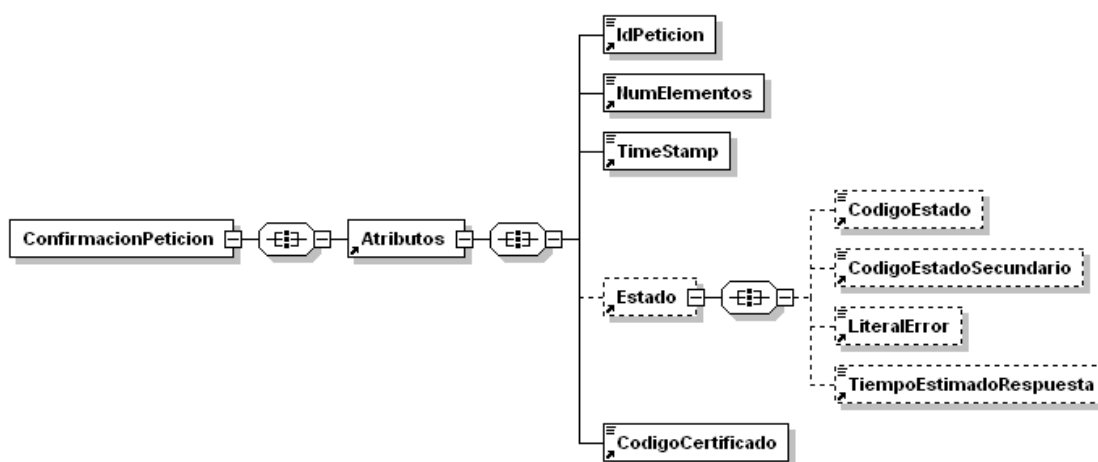 IdPeticion
NumElementos
TimeStamp
ConfirmacionPeticion
Atributos
Estado
CodigoEstado
CodigoEstadoSecundario
LiteralError
TiempoEstimadoRespuesta
CodigoCertificado